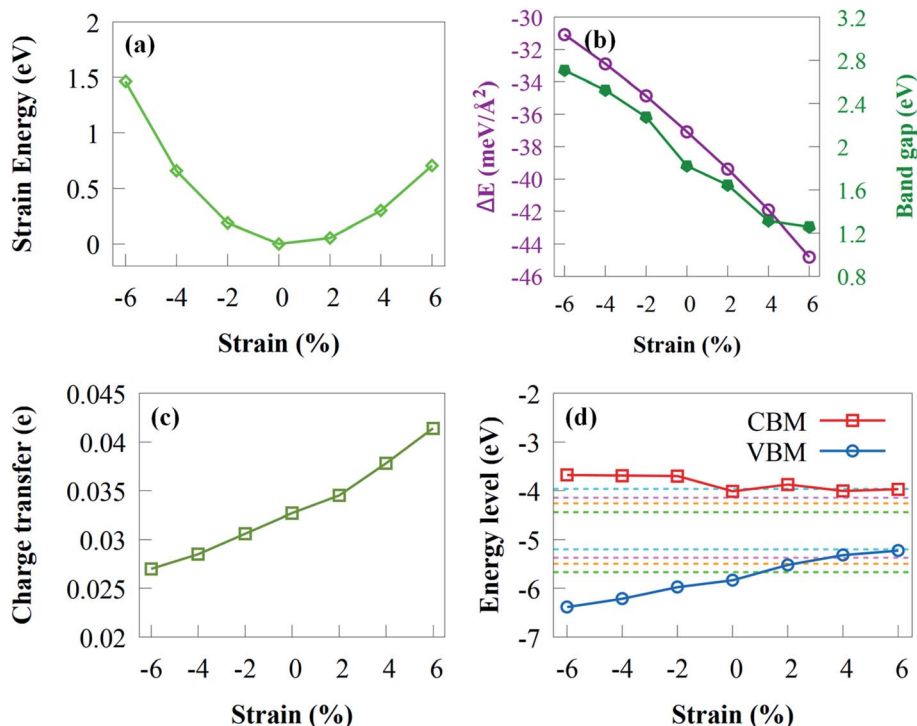 (a)
Strain Energy (eV)
2
1.5
1
0.5
0
-6 -4 -2 0 2 4 6
Strain (%)
(b)
ΔE (meV/Å²)
-30
-32
-34
-36
-38
-40
-42
-44
-46
Band gap (eV)
3.2
2.8
2.4
2
1.6
1.2
0.8
-6 -4 -2 0 2 4 6
Strain (%)
(c)
Charge transfer (e)
0.045
0.04
0.035
0.03
0.025
0.02
-6 -4 -2 0 2 4 6
Strain (%)
(d)
CBM
VBM
Energy level (eV)
-2
-3
-4
-5
-6
-7
-6 -4 -2 0 2 4 6
Strain (%)